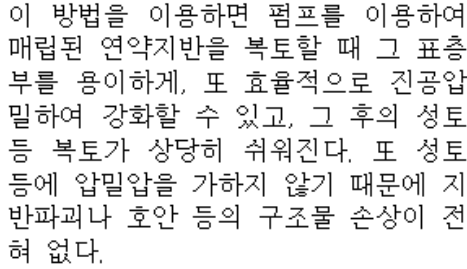 이 방법을 이용하면 펌프를 이용하여
매립된 연약지반을 복토할 때 그 표층
부를 용이하게, 또 효율적으로 진공압
밀하여 강화할 수 있고, 그 후의 성토
등 복토가 상당히 쉬워진다. 또 성토
등에 압밀압을 가하지 않기 때문에 지
반파괴나 호안 등의 구조물 손상이 전
혀 없다.